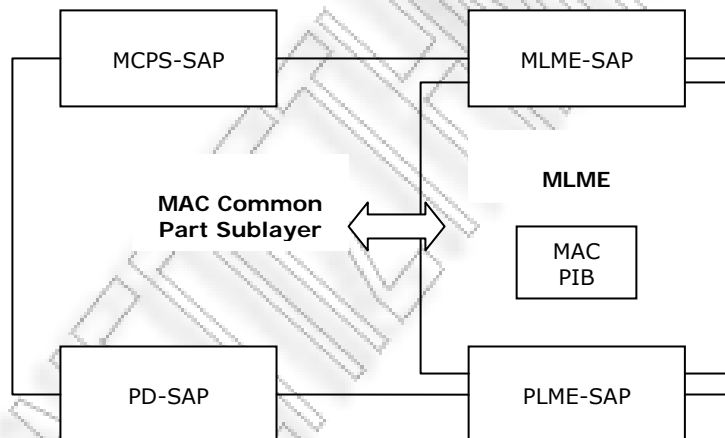 MCPS-SAP
MLME-SAP
MLME
MAC Common
Part Sublayer
MAC
PIB
PD-SAP
PLME-SAP